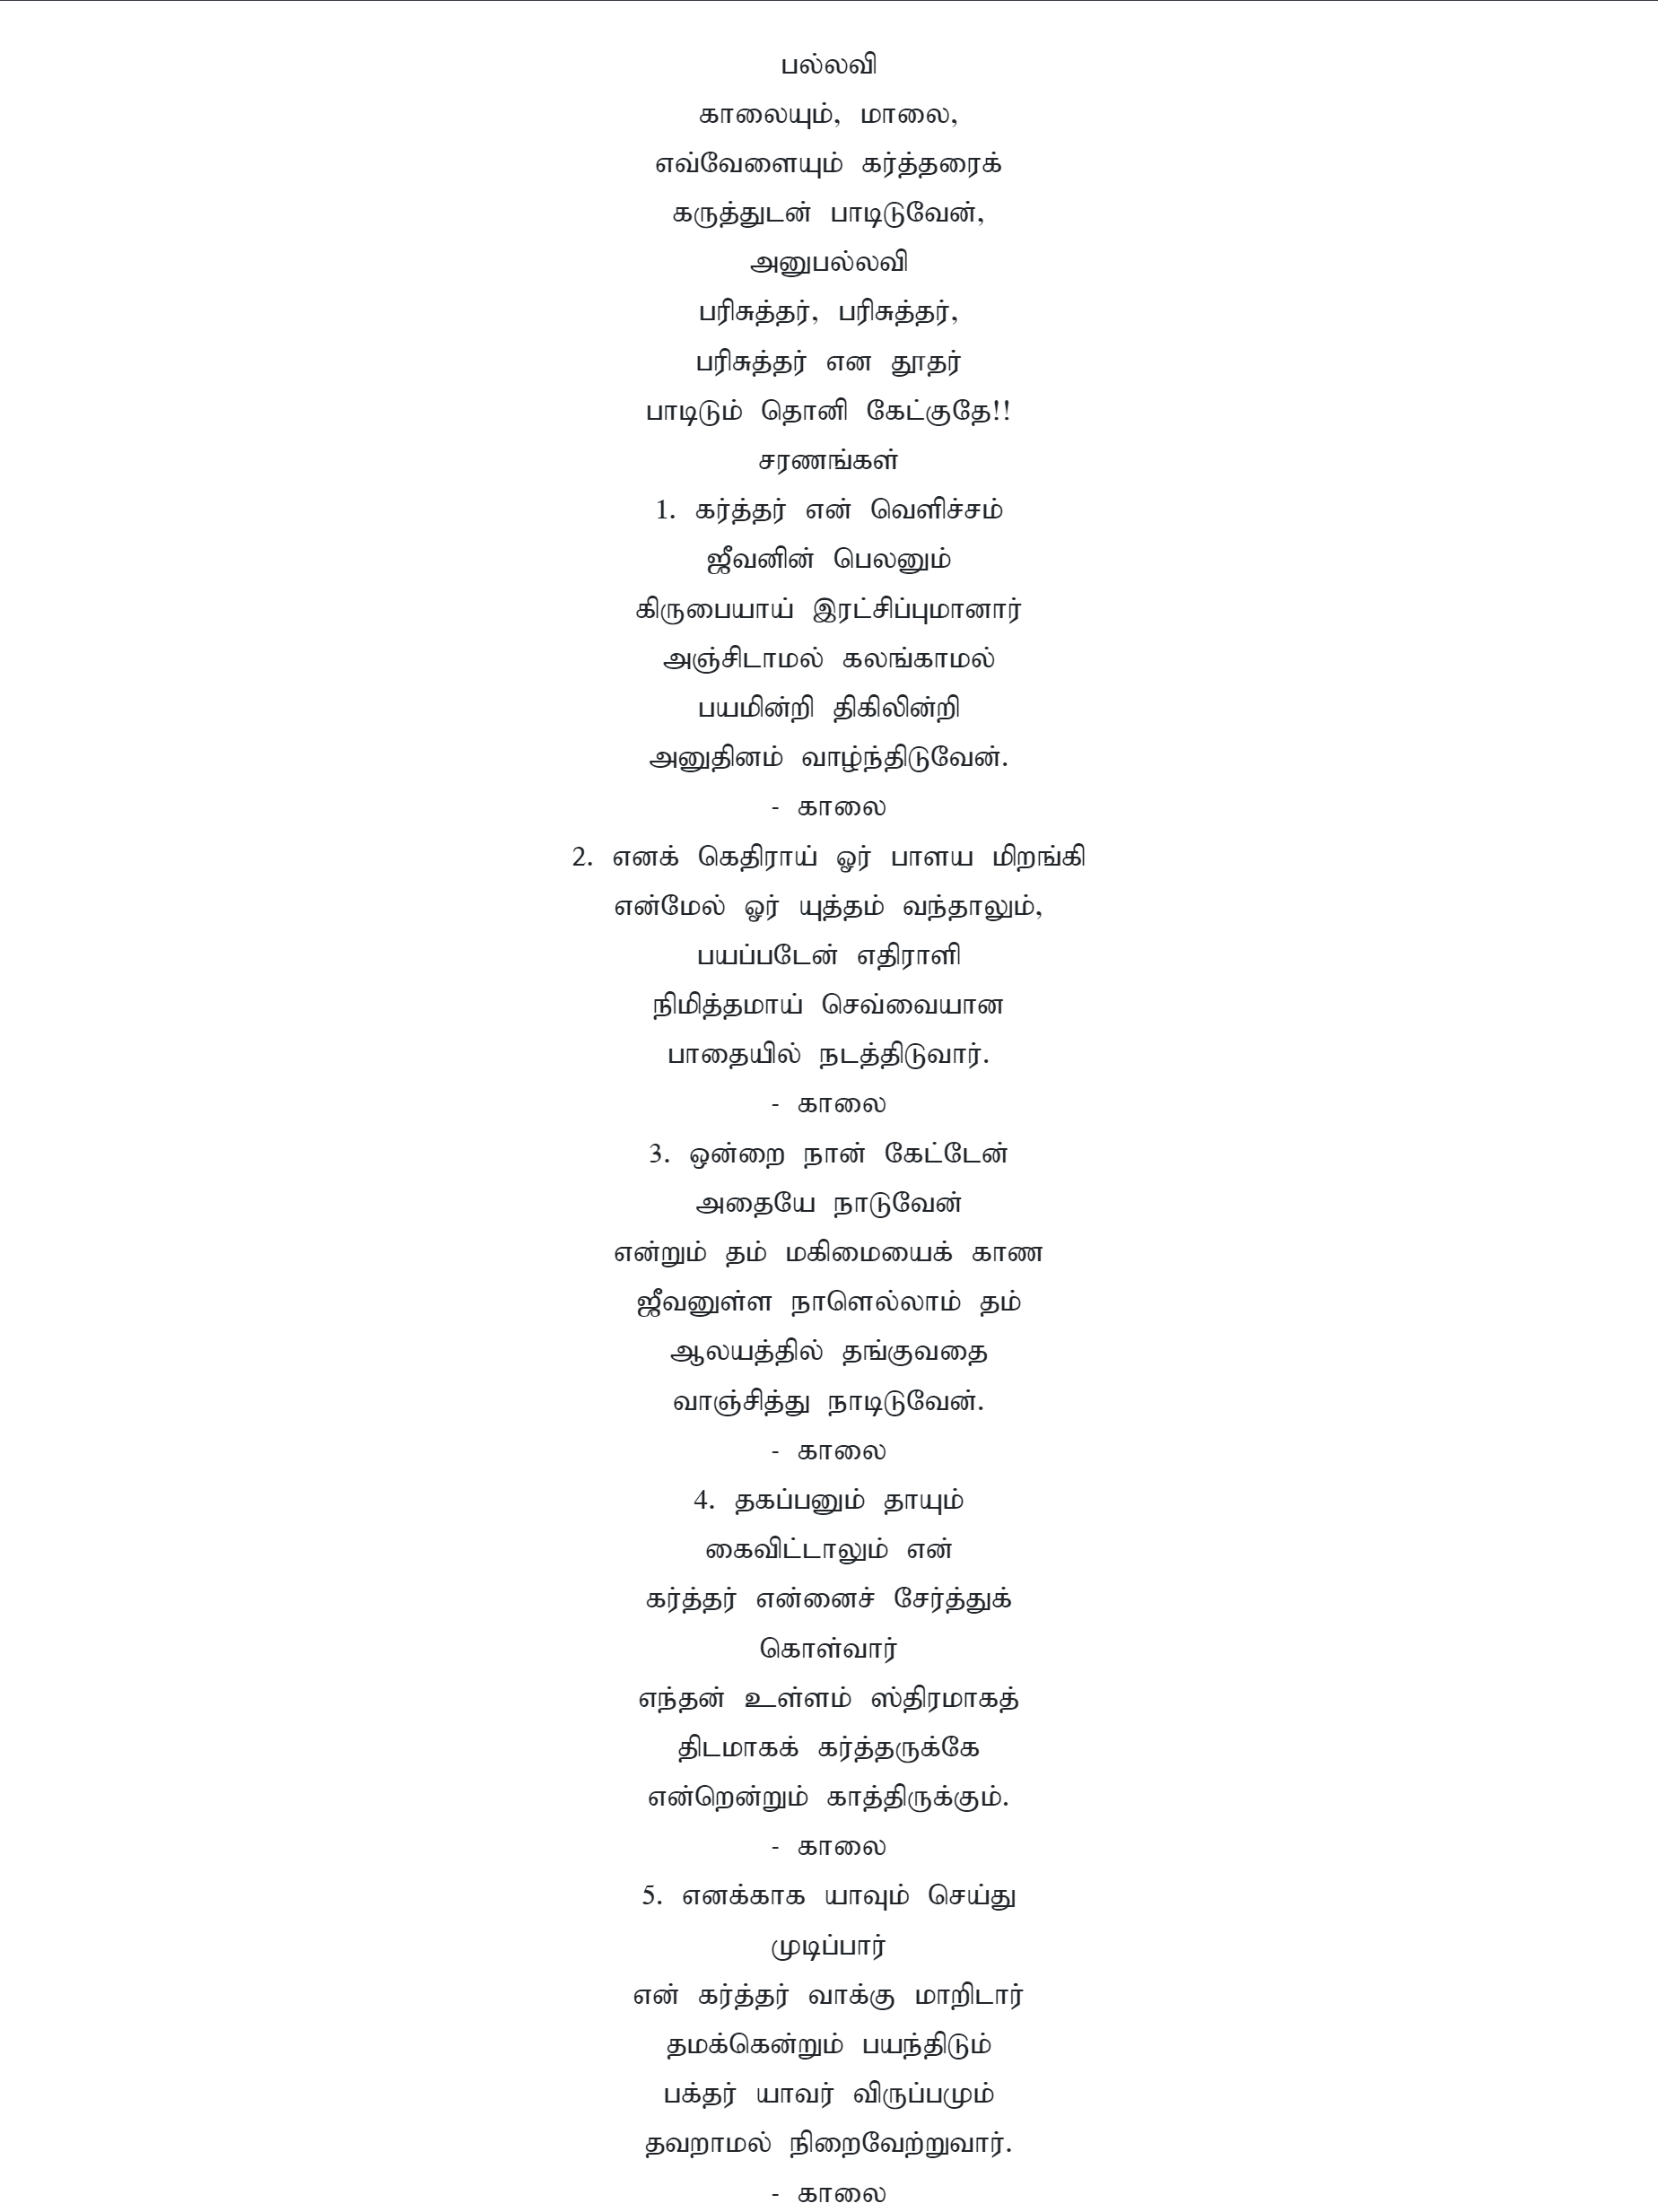 பல்லவி
காலையும், மாலை,
எவ்வேளையும் கர்த்தரைக்
கருத்துடன் பாடிடுவேன்,
அனுபல்லவி
பரிசுத்தர், பரிசுத்தர்,
பரிசுத்தர் என தூதர்
பாடிடும் தொனி கேட்குதே!!
சரணங்கள்
1. கர்த்தர் என் வெளிச்சம்
ஜீவனின் பெலனும்
கிருபையாய் இரட்சிப்புமானார்
அஞ்சிடாமல் கலங்காமல்
பயமின்றி திகிலின்றி
அனுதினம் வாழ்ந்திடுவேன்.
- காலை
2. எனக் கெதிராய் ஓர் பாளய மிறங்கி
என்மேல் ஓர் யுத்தம் வந்தாலும்,
பயப்படேன் எதிராளி
நிமித்தமாய் செவ்வையான
பாதையில் நடத்திடுவார்.
- காலை
3. ஒன்றை நான் கேட்டேன்
அதையே நாடுவேன்
என்றும் தம் மகிமையைக் காண
ஜீவனுள்ள நாளெல்லாம் தம்
ஆலயத்தில் தங்குவதை
வாஞ்சித்து நாடிடுவேன்.
- காலை
4. தகப்பனும் தாயும்
கைவிட்டாலும் என்
கர்த்தர் என்னைச் சேர்த்துக்
கொள்வார்
எந்தன் உள்ளம் ஸ்திரமாகத்
திடமாகக் கர்த்தருக்கே
என்றென்றும் காத்திருக்கும்.
- காலை
5. எனக்காக யாவும் செய்து
முடிப்பார்
என் கர்த்தர் வாக்கு மாறிடார்
தமக்கென்றும் பயந்திடும்
பக்தர் யாவர் விருப்பமும்
தவறாமல் நிறைவேற்றுவார்.
- காலை